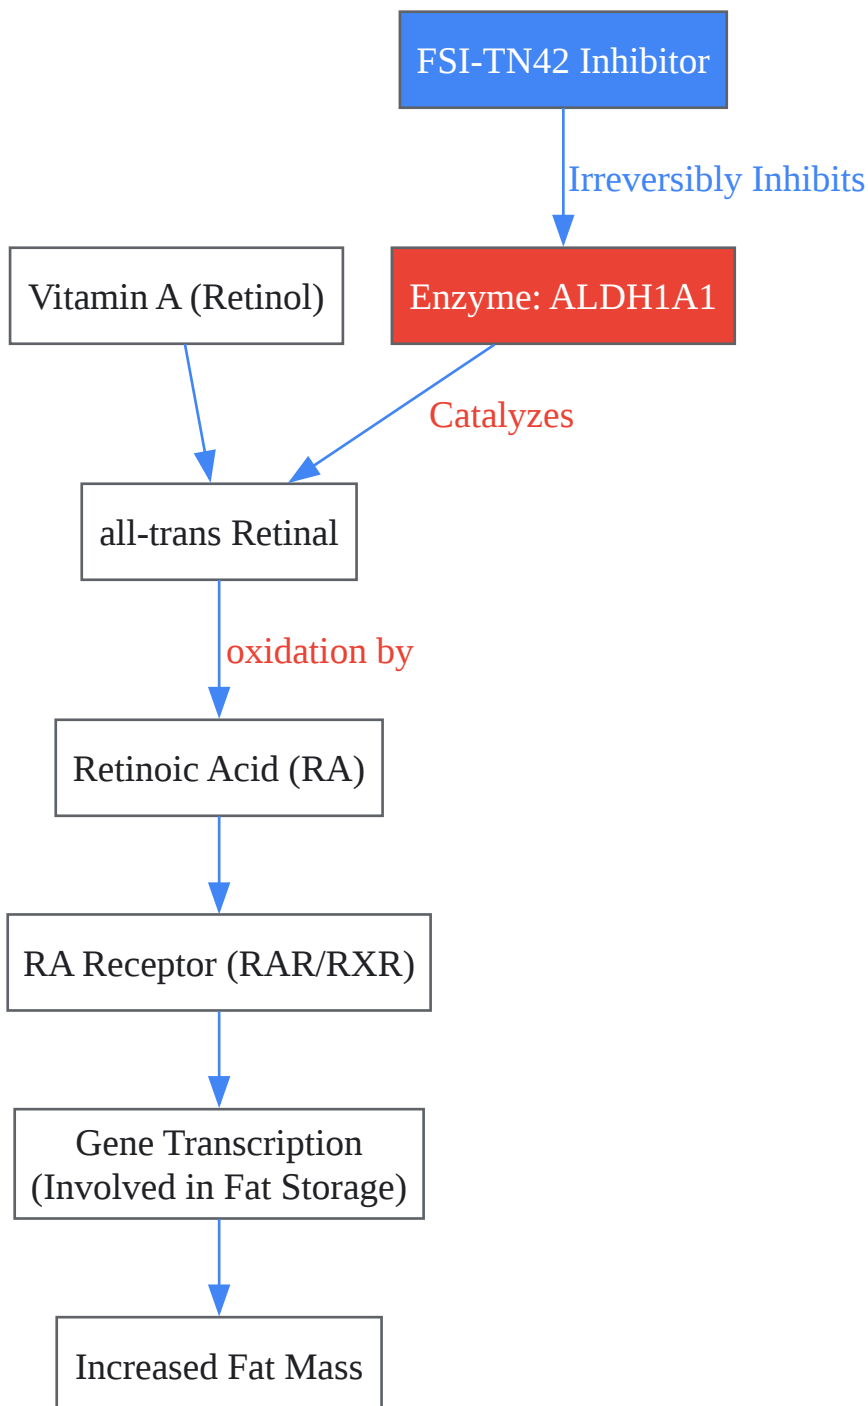 FSI-TN42 Inhibitor
Irreversibly Inhibits
Vitamin A (Retinol)
Enzyme: ALDH1A1
Catalyzes
all-trans Retinal
oxidation by
Retinoic Acid (RA)
RA Receptor (RAR/RXR)
Gene Transcription
(Involved in Fat Storage)
Increased Fat Mass